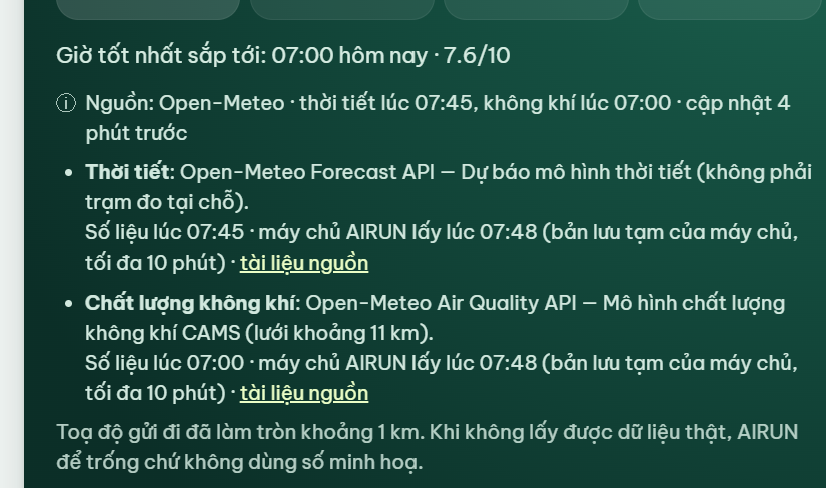 Giờ tốt nhất sắp tới: 07:00 hôm nay · 7.6/10
ⓘ Nguồn: Open-Meteo · thời tiết lúc 07:45, không khí lúc 07:00 · cập nhật 4
phút trước
• Thời tiết: Open-Meteo Forecast API — Dự báo mô hình thời tiết (không phải
trạm đo tại chỗ).
Số liệu lúc 07:45 · máy chủ AIRUN lấy lúc 07:48 (bản lưu tạm của máy chủ,
tối đa 10 phút) · tài liệu nguồn
• Chất lượng không khí: Open-Meteo Air Quality API — Mô hình chất lượng
không khí CAMS (lưới khoảng 11 km).
Số liệu lúc 07:00 · máy chủ AIRUN lấy lúc 07:48 (bản lưu tạm của máy chủ,
tối đa 10 phút) · tài liệu nguồn
Toạ độ gửi đi đã làm tròn khoảng 1 km. Khi không lấy được dữ liệu thật, AIRUN
để trống chứ không dùng số minh hoạ.